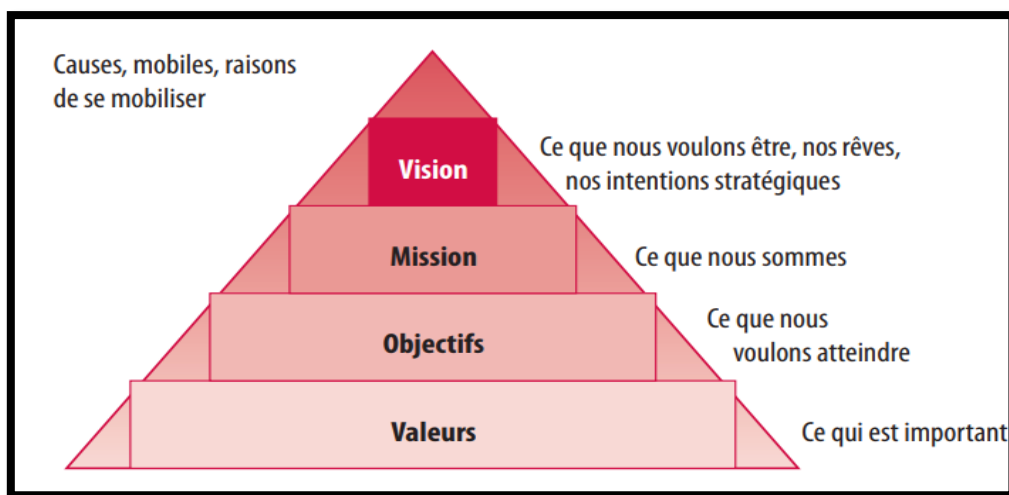 Causes, mobiles, raisons
de se mobiliser
Vision
Ce que nous voulons être, nos rêves,
nos intentions stratégiques
Mission
Ce que nous sommes
Objectifs
Ce que nous
voulons atteindre
Valeurs
Ce qui est important